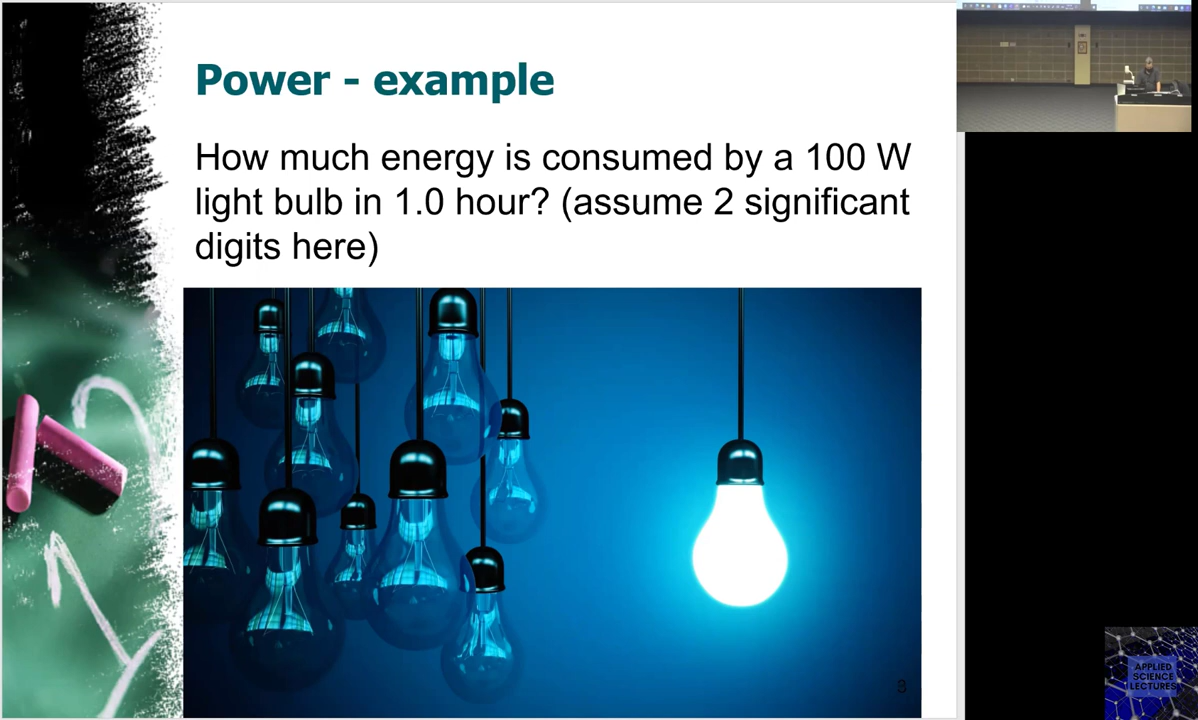 Power - example
How much energy is consumed by a 100 W
light bulb in 1.0 hour? (assume 2 significant
digits here)
8
APPLIED
SCIENCE
LECTURES